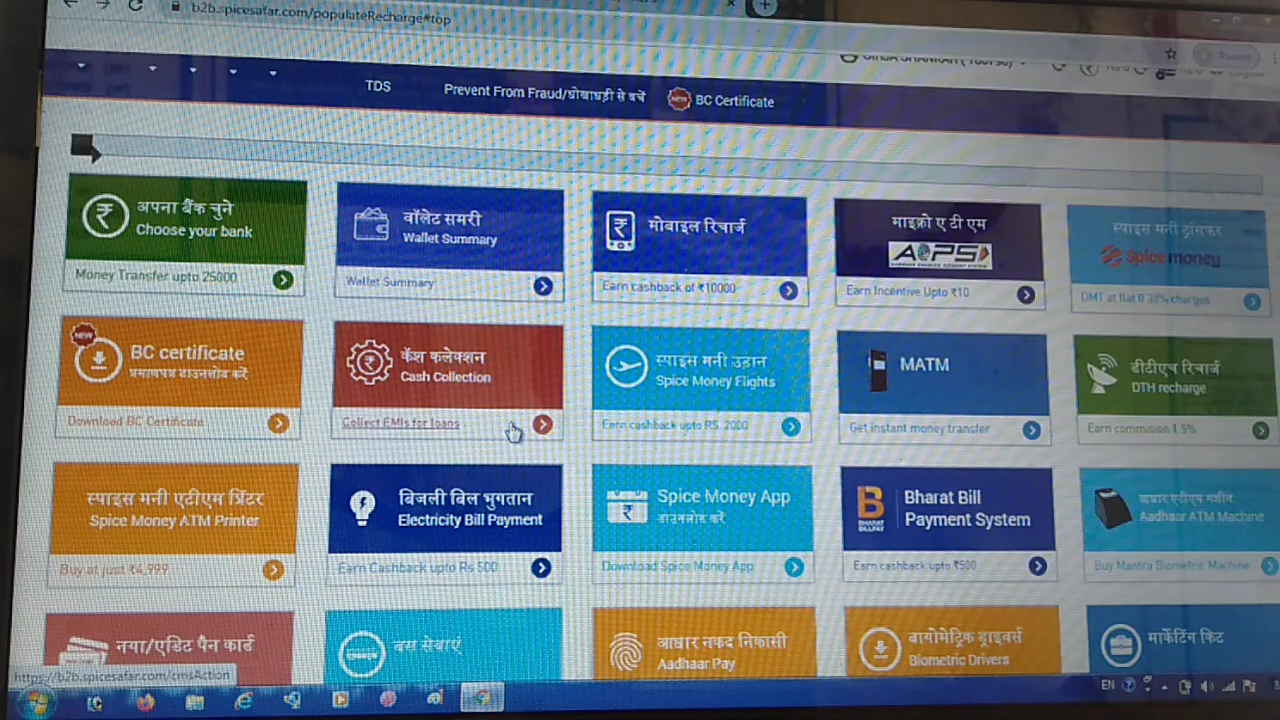 b2b.spicesafar.com/populateRecharge#top
TDS
Prevent From Fraud/धोखाधड़ी से बचें
NEW
BC Certificate
अपना बैंक चुने
Choose your bank
Money Transfer upto 25000
वॉलेट समरी
Wallet Summary
Wallet Summary
मोबाइल रिचार्ज
Earn cashback of ₹10000
माइक्रो ए टी एम
AEPS
AADHAAR ENABLED PAYMENT SYSTEM
Earn Incentive Upto ₹10
स्पाइस मनी ट्रांसफर
Spice money
DMT at flat 0.38% charges
NEW
BC certificate
प्रमाणपत्र डाउनलोड करें
Download BC Certificate
कॅश कलेक्शन
Cash Collection
Collect EMIs for loans
स्पाइस मनी उड़ान
Spice Money Flights
Earn cashback upto RS. 2000
MATM
Get instant money transfer
डीटीएच रिचार्ज
DTH recharge
Earn commision 1.5%
स्पाइस मनी एटीएम प्रिंटर
Spice Money ATM Printer
Buy at just ₹4,999
बिजली बिल भुगतान
Electricity Bill Payment
Earn Cashback upto Rs 500
Spice Money App
डाउनलोड करें
Download Spice Money App
BHARAT
BILLPAY
Bharat Bill
Payment System
Earn cashback upto ₹500
आधार एटीएम मशीन
Aadhaar ATM Machine
Buy Mantra Biometric Machine
नया/एडिट पैन कार्ड
बस सेवाएं
आधार नकद निकासी
Aadhaar Pay
बायोमैट्रिक ड्राइवर्स
Biometric Drivers
मार्केटिंग किट
https://b2b.spicesafar.com/cmsAction
EN